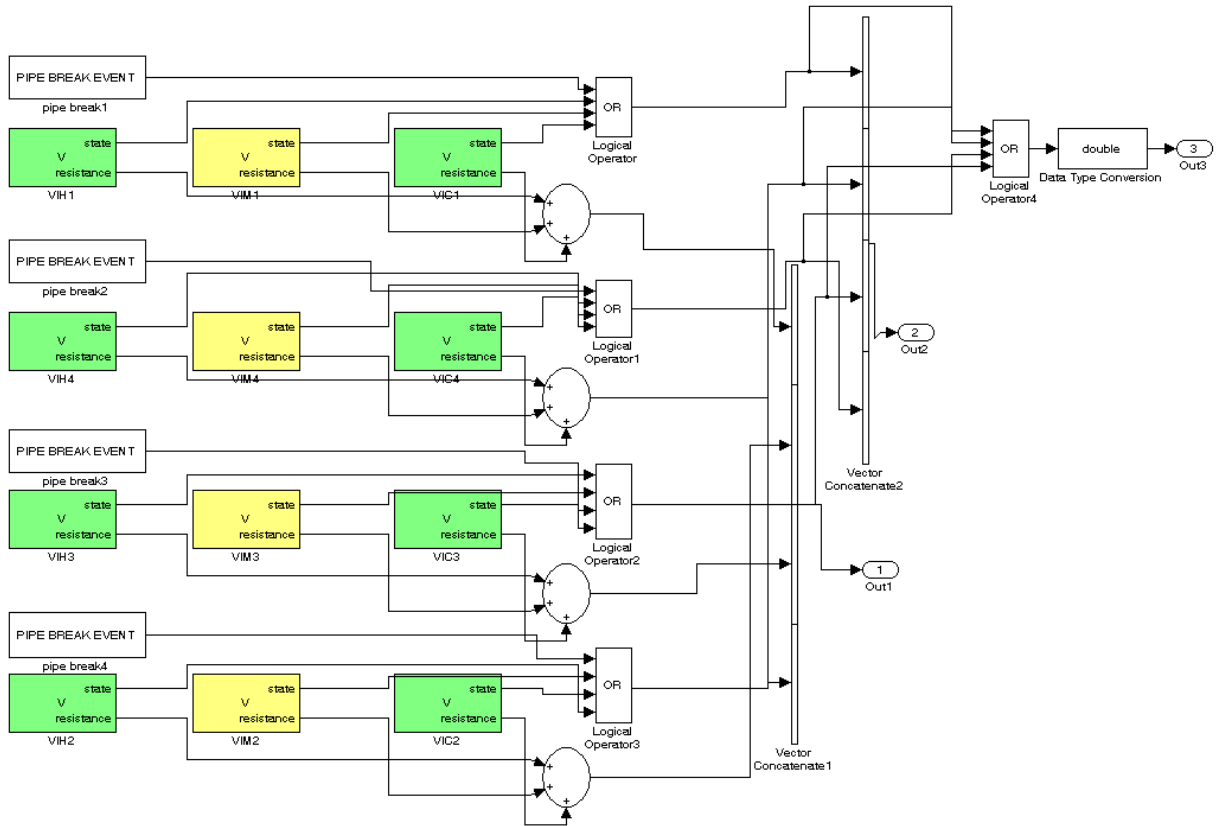 PIPE BREAK EVENT
pipe break1
state
V
resistance
VIH1
state
V
resistance
VIM1
state
V
resistance
VIC1
OR
Logical
Operator
+
+
+
PIPE BREAK EVENT
pipe break2
state
V
resistance
VIH4
state
V
resistance
VIM4
state
V
resistance
VIC4
OR
Logical
Operator1
+
+
+
PIPE BREAK EVENT
pipe break3
state
V
resistance
VIH3
state
V
resistance
VIM3
state
V
resistance
VIC3
OR
Logical
Operator2
+
+
+
PIPE BREAK EVENT
pipe break4
state
V
resistance
VIH2
state
V
resistance
VIM2
state
V
resistance
VIC2
OR
Logical
Operator3
+
+
+
Vector
Concatenate1
Vector
Concatenate2
OR
Logical
Operator4
double
Data Type Conversion
3
Out3
2
Out2
1
Out1